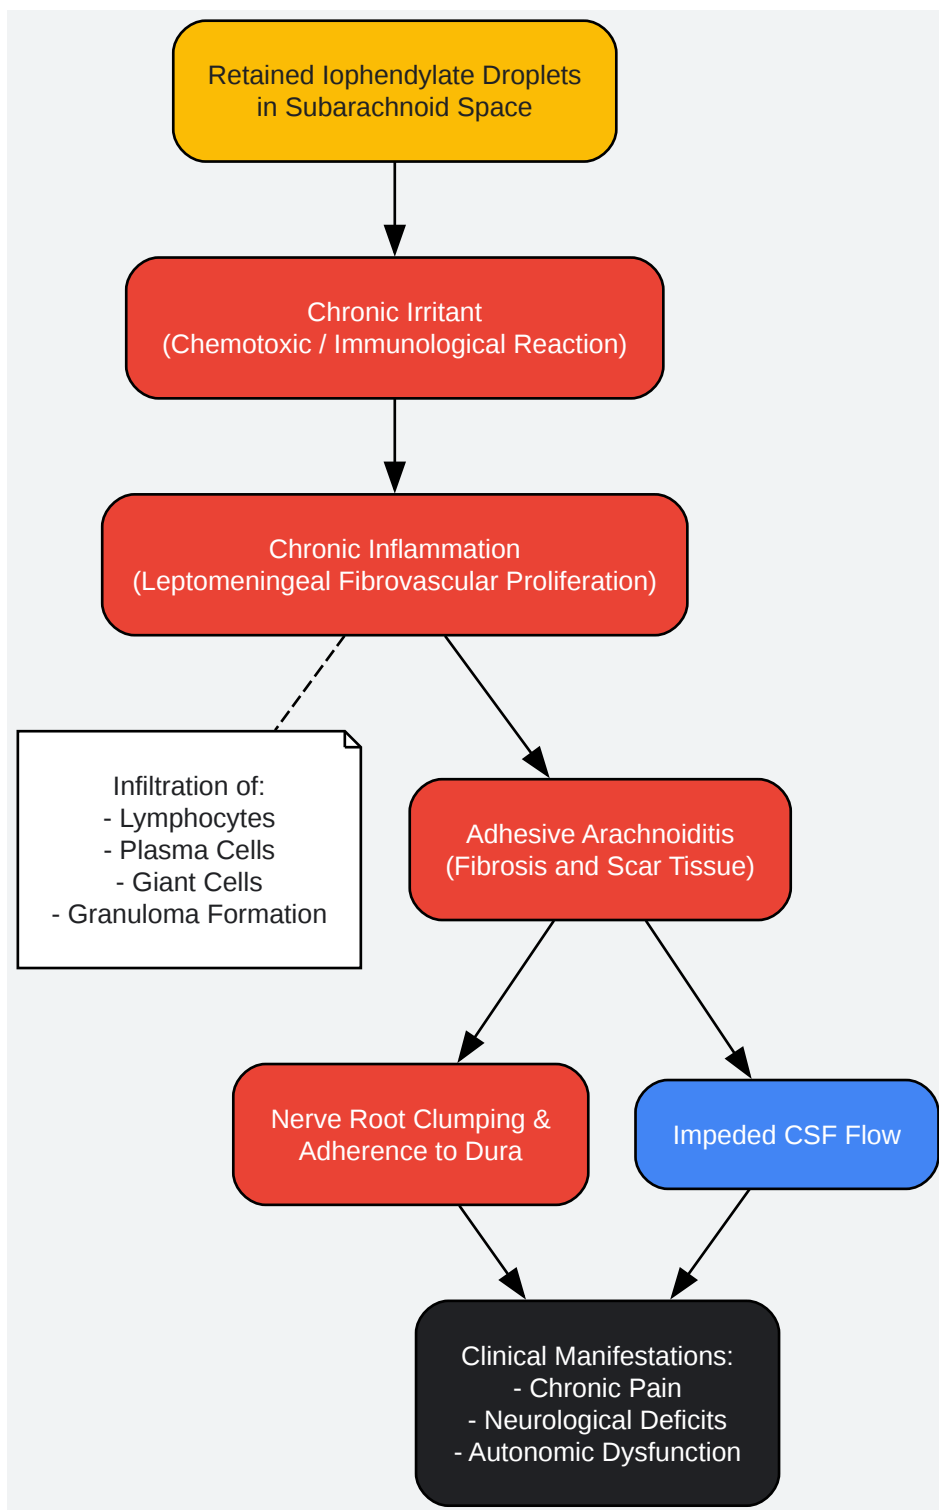 Retained Iophendylate Droplets
in Subarachnoid Space
Chronic Irritant
(Chemotoxic / Immunological Reaction)
Chronic Inflammation
(Leptomeningeal Fibrovascular Proliferation)
Infiltration of:
- Lymphocytes
- Plasma Cells
- Giant Cells
- Granuloma Formation
Adhesive Arachnoiditis
(Fibrosis and Scar Tissue)
Nerve Root Clumping &
Adherence to Dura
Impeded CSF Flow
Clinical Manifestations:
- Chronic Pain
- Neurological Deficits
- Autonomic Dysfunction